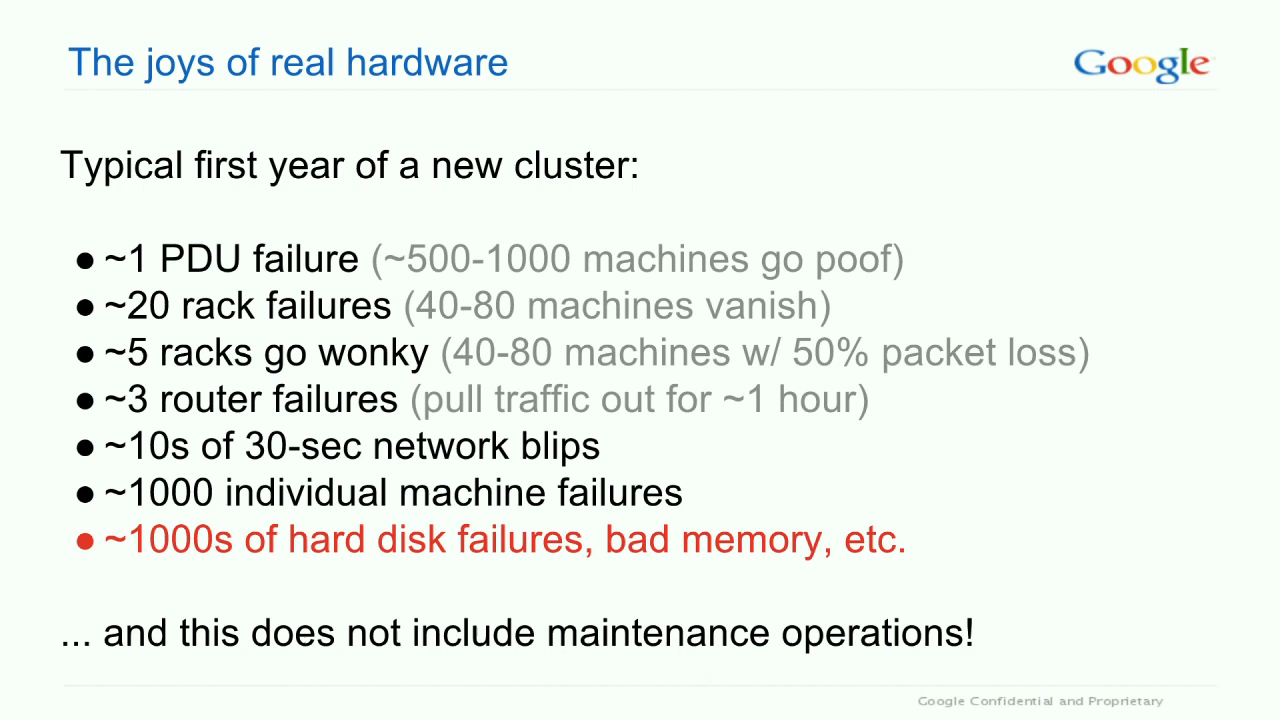 The joys of real hardware
Google
Typical first year of a new cluster:
● ~1 PDU failure (~500-1000 machines go poof)
● ~20 rack failures (40-80 machines vanish)
● ~5 racks go wonky (40-80 machines w/ 50% packet loss)
● ~3 router failures (pull traffic out for ~1 hour)
● ~10s of 30-sec network blips
● ~1000 individual machine failures
● ~1000s of hard disk failures, bad memory, etc.
... and this does not include maintenance operations!
Google Confidential and Proprietary